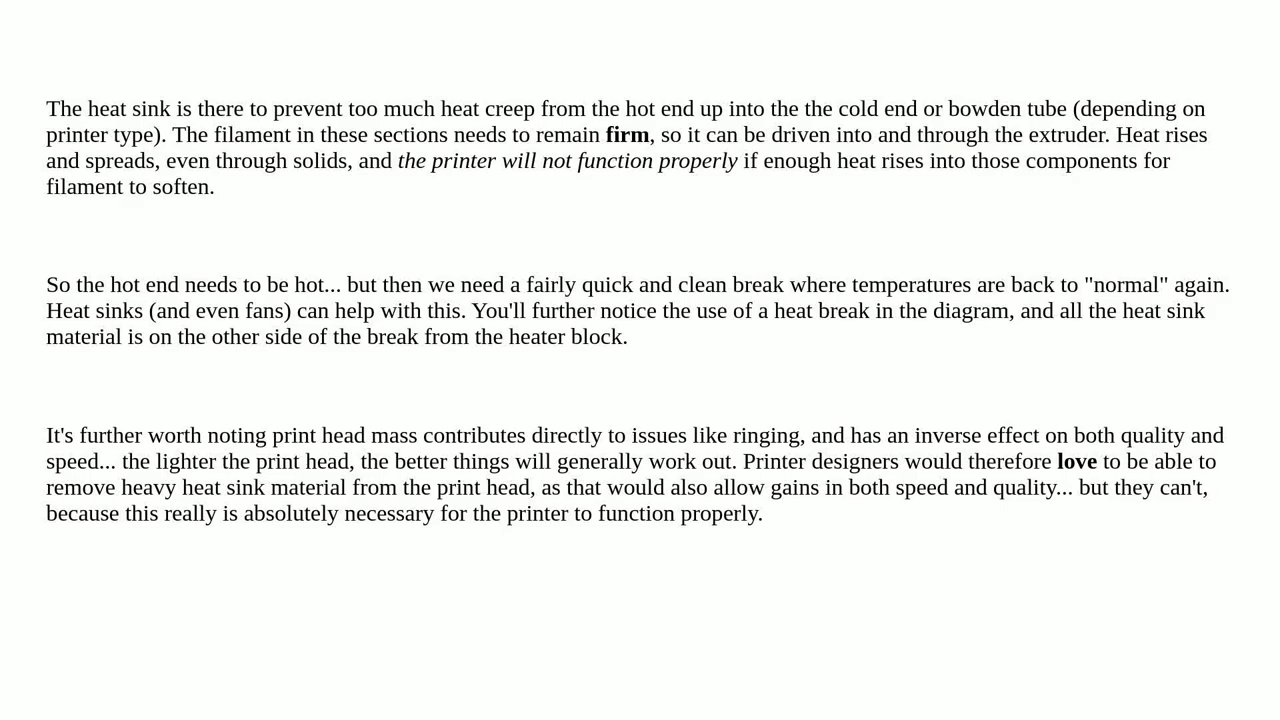 The heat sink is there to prevent too much heat creep from the hot end up into the the cold end or bowden tube (depending on
printer type). The filament in these sections needs to remain firm, so it can be driven into and through the extruder. Heat rises
and spreads, even through solids, and the printer will not function properly if enough heat rises into those components for
filament to soften.
So the hot end needs to be hot... but then we need a fairly quick and clean break where temperatures are back to "normal" again.
Heat sinks (and even fans) can help with this. You'll further notice the use of a heat break in the diagram, and all the heat sink
material is on the other side of the break from the heater block.
It's further worth noting print head mass contributes directly to issues like ringing, and has an inverse effect on both quality and
speed... the lighter the print head, the better things will generally work out. Printer designers would therefore love to be able to
remove heavy heat sink material from the print head, as that would also allow gains in both speed and quality... but they can't,
because this really is absolutely necessary for the printer to function properly.